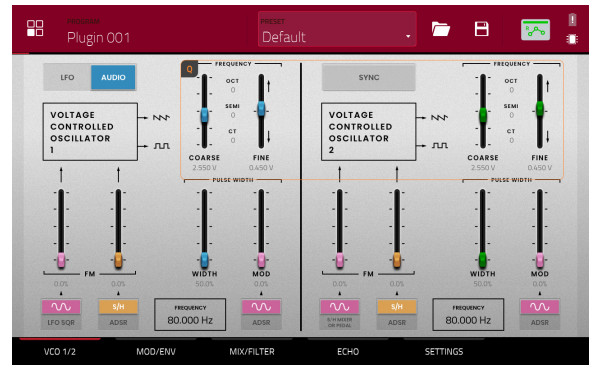 PROGRAM
Plugin 001
PRESET
Default
!
LFO
AUDIO
Q
FREQUENCY
OCT
0
SEMI
0
CT
0
COARSE
FINE
2.550 V
0.450 V
VOLTAGE
CONTROLLED
OSCILLATOR
1
SYNC
FREQUENCY
OCT
0
SEMI
0
CT
0
COARSE
FINE
2.550 V
0.450 V
VOLTAGE
CONTROLLED
OSCILLATOR
2
PULSE WIDTH
PULSE WIDTH
FM
0.0%
0.0%
WIDTH
MOD
50.0%
0.0%
FM
0.0%
0.0%
WIDTH
MOD
50.0%
0.0%
LFO SQR
S/H
ADSR
FREQUENCY
80.000 Hz
ADSR
S/H MIXER
OR PEDAL
S/H
ADSR
FREQUENCY
80.000 Hz
ADSR
VCO 1/2
MOD/ENV
MIX/FILTER
ECHO
SETTINGS